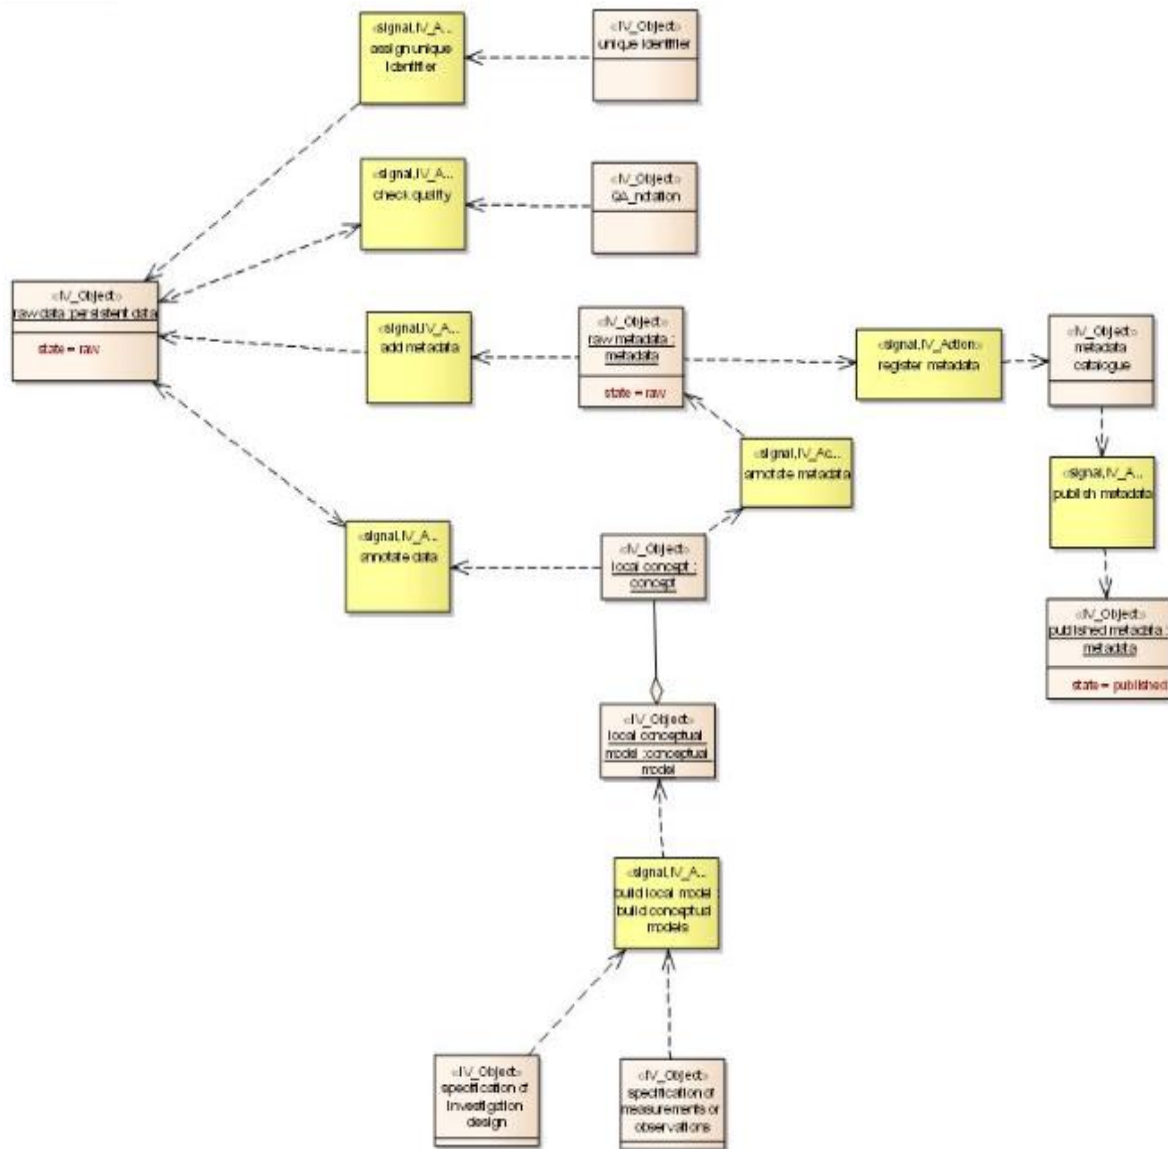 «signal,IV_A...
assign unique
identifier
«IV_Object»
unique identifier
«signal,IV_A...
check quality
«IV_Object»
QA_notation
«IV_Object»
raw data :persistent data
state = raw
«signal,IV_A...
add metadata
«IV_Object»
raw metadata :
metadata
state = raw
«signal,IV_Action»
register metadata
«IV_Object»
metadata
catalogue
«signal,IV_Ac...
annotate metadata
«signal,IV_A...
publish metadata
«signal,IV_A...
annotate data
«IV_Object»
local concept :
concept
«IV_Object»
published metadata :
metadata
state = published
«IV_Object»
local conceptual
model :conceptual
model
«signal,IV_A...
build local model :
build conceptual
models
«IV_Object»
specification of
investigation
design
«IV_Object»
specification of
measurements or
observations